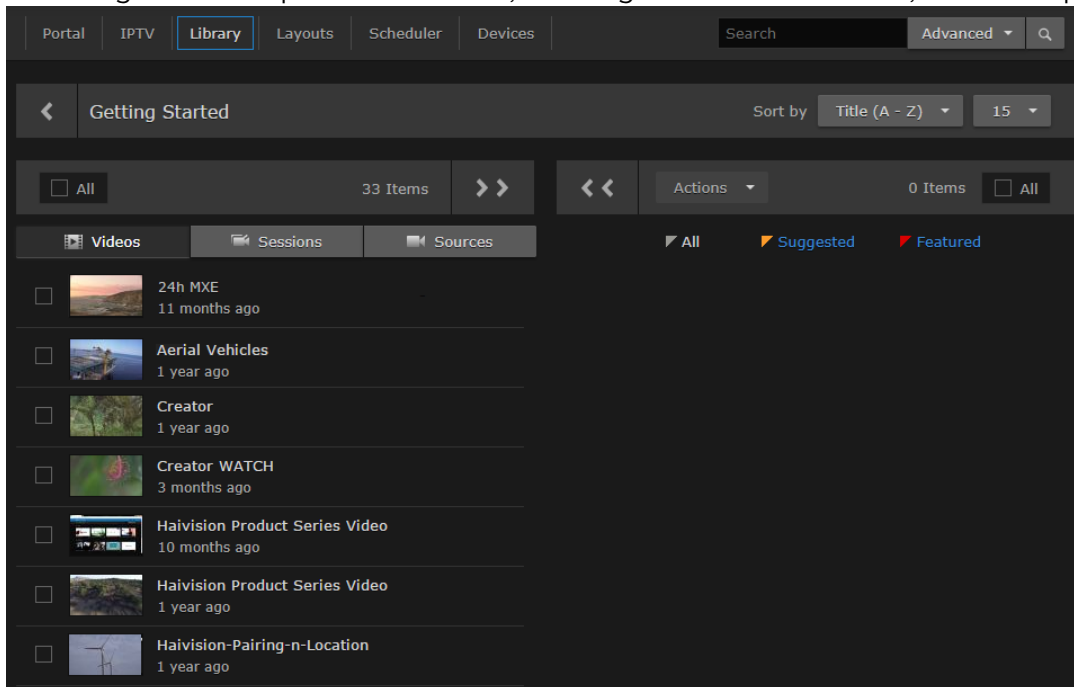 Portal IPTV Library Layouts Scheduler Devices Search Advanced
Getting Started Sort by Title (A - Z) 15
All 33 Items Actions 0 Items All
Videos Sessions Sources All Suggested Featured
24h MXE
11 months ago
Aerial Vehicles
1 year ago
Creator
1 year ago
Creator WATCH
3 months ago
Haivision Product Series Video
10 months ago
Haivision Product Series Video
1 year ago
Haivision-Pairing-n-Location
1 year ago